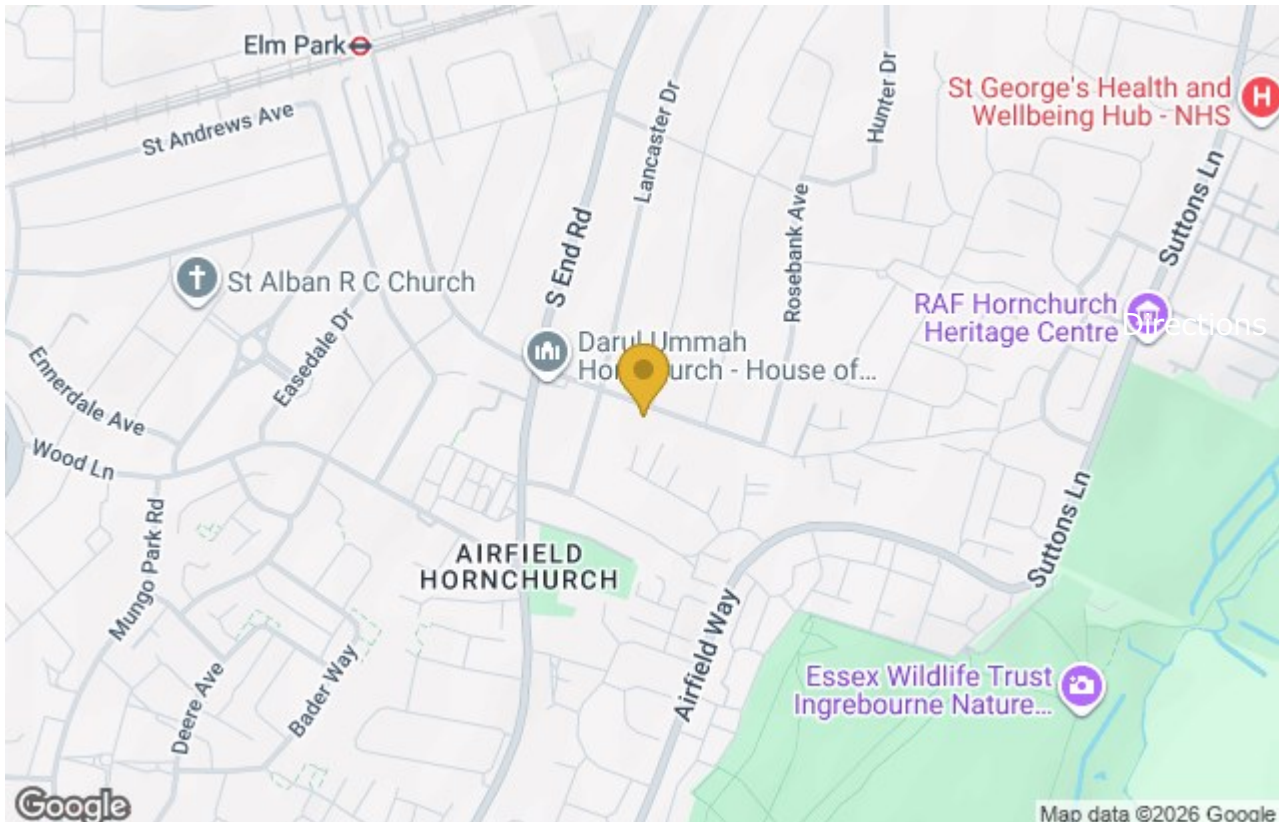 Elm Park
St Andrews Ave
Lancaster Dr
Hunter Dr
St George's Health and
Wellbeing Hub - NHS
H
Suttons Ln
S End Rd
Rosebank Ave
St Alban R C Church
RAF Hornchurch
Heritage Centre
Directions
Easedale Dr
Darul Ummah
Hornchurch - House of...
Ennerdale Ave
Wood Ln
Mungo Park Rd
AIRFIELD
HORNCHURCH
Suttons Ln
Airfield Way
Deere Ave
Bader Way
Essex Wildlife Trust
Ingrebourne Nature...
Google
Map data ©2026 Google